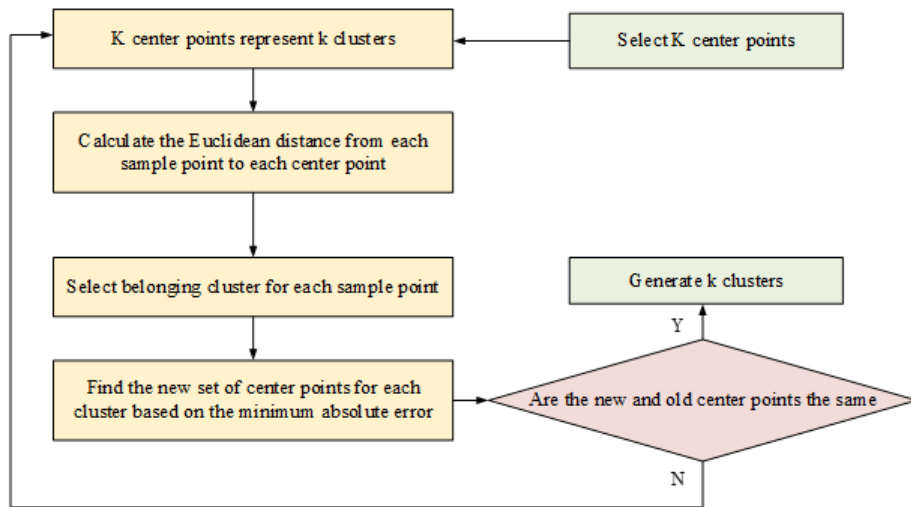 K center points represent k clusters
Select K center points
Calculate the Euclidean distance from each
sample point to each center point
Select belonging cluster for each sample point
Generate k clusters
Y
Find the new set of center points for each
cluster based on the minimum absolute error
Are the new and old center points the same
N